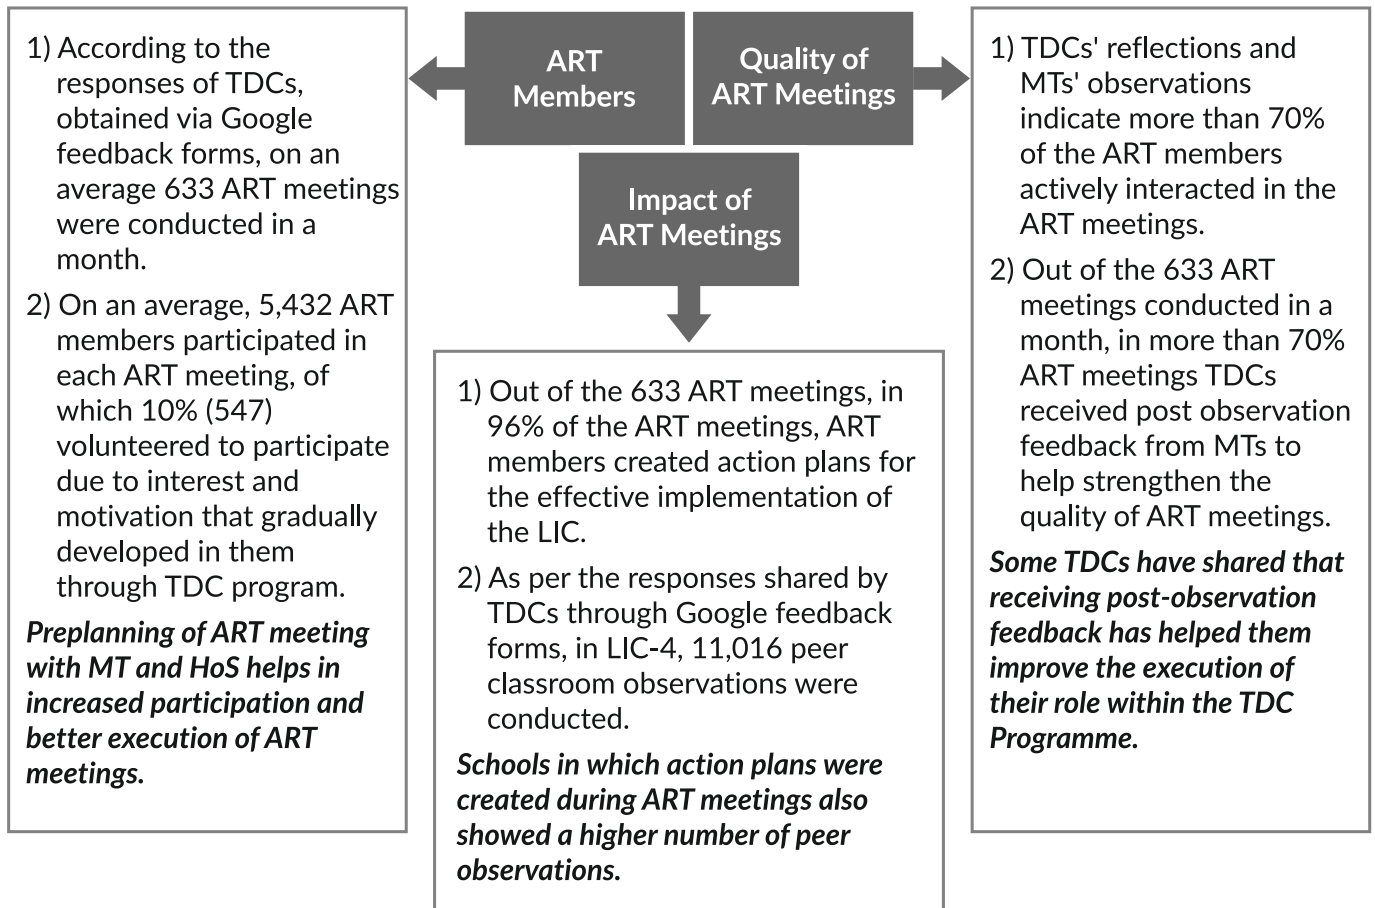 ART
Members
Quality of
ART Meetings
Impact of
ART Meetings
1) According to the
responses of TDCs,
obtained via Google
feedback forms, on an
average 633 ART meetings
were conducted in a
month.
2) On an average, 5,432 ART
members participated in
each ART meeting, of
which 10% (547)
volunteered to participate
due to interest and
motivation that gradually
developed in them
through TDC program.
Preplanning of ART meeting
with MT and HoS helps in
increased participation and
better execution of ART
meetings.
1) Out of the 633 ART meetings, in
96% of the ART meetings, ART
members created action plans for
the effective implementation of
the LIC.
2) As per the responses shared by
TDCs through Google feedback
forms, in LIC-4, 11,016 peer
classroom observations were
conducted.
Schools in which action plans were
created during ART meetings also
showed a higher number of peer
observations.
1) TDCs' reflections and
MTs' observations
indicate more than 70%
of the ART members
actively interacted in the
ART meetings.
2) Out of the 633 ART
meetings conducted in a
month, in more than 70%
ART meetings TDCs
received post observation
feedback from MTs to
help strengthen the
quality of ART meetings.
Some TDCs have shared that
receiving post-observation
feedback has helped them
improve the execution of
their role within the TDC
Programme.